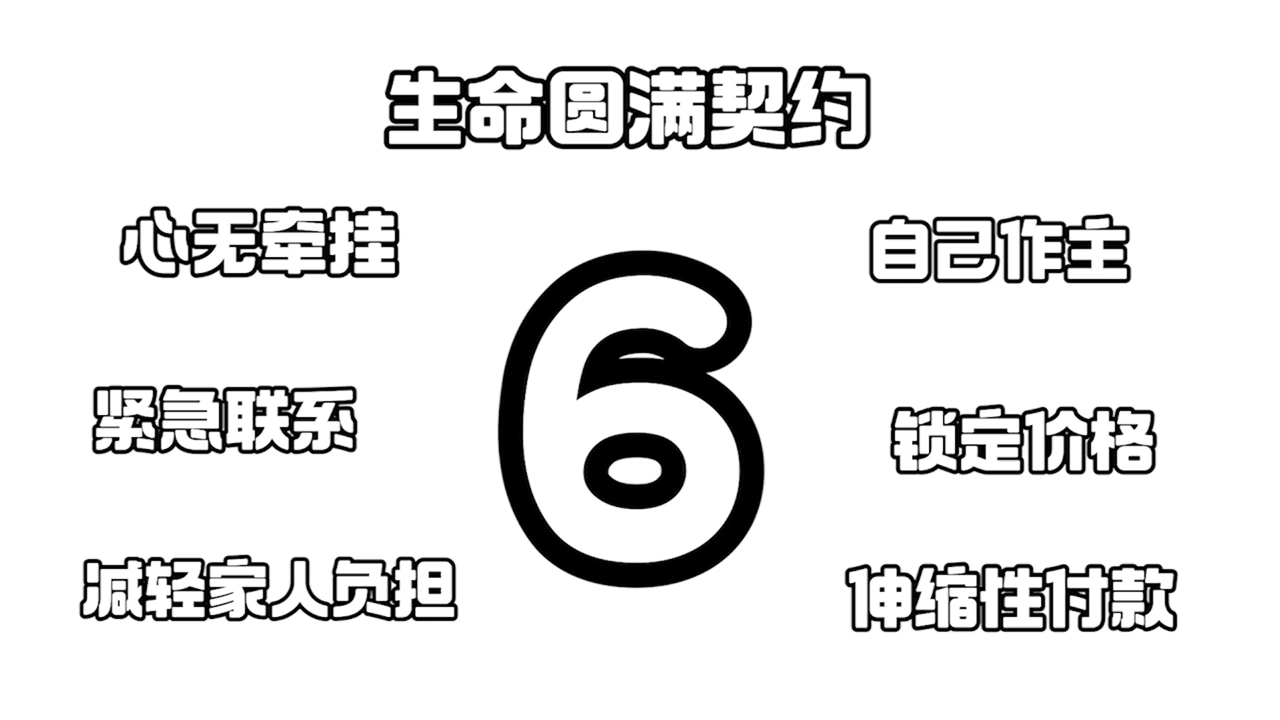 生命圆满契约
心无牵挂
自己作主
6
紧急联系
锁定价格
减轻家人负担
伸缩性付款